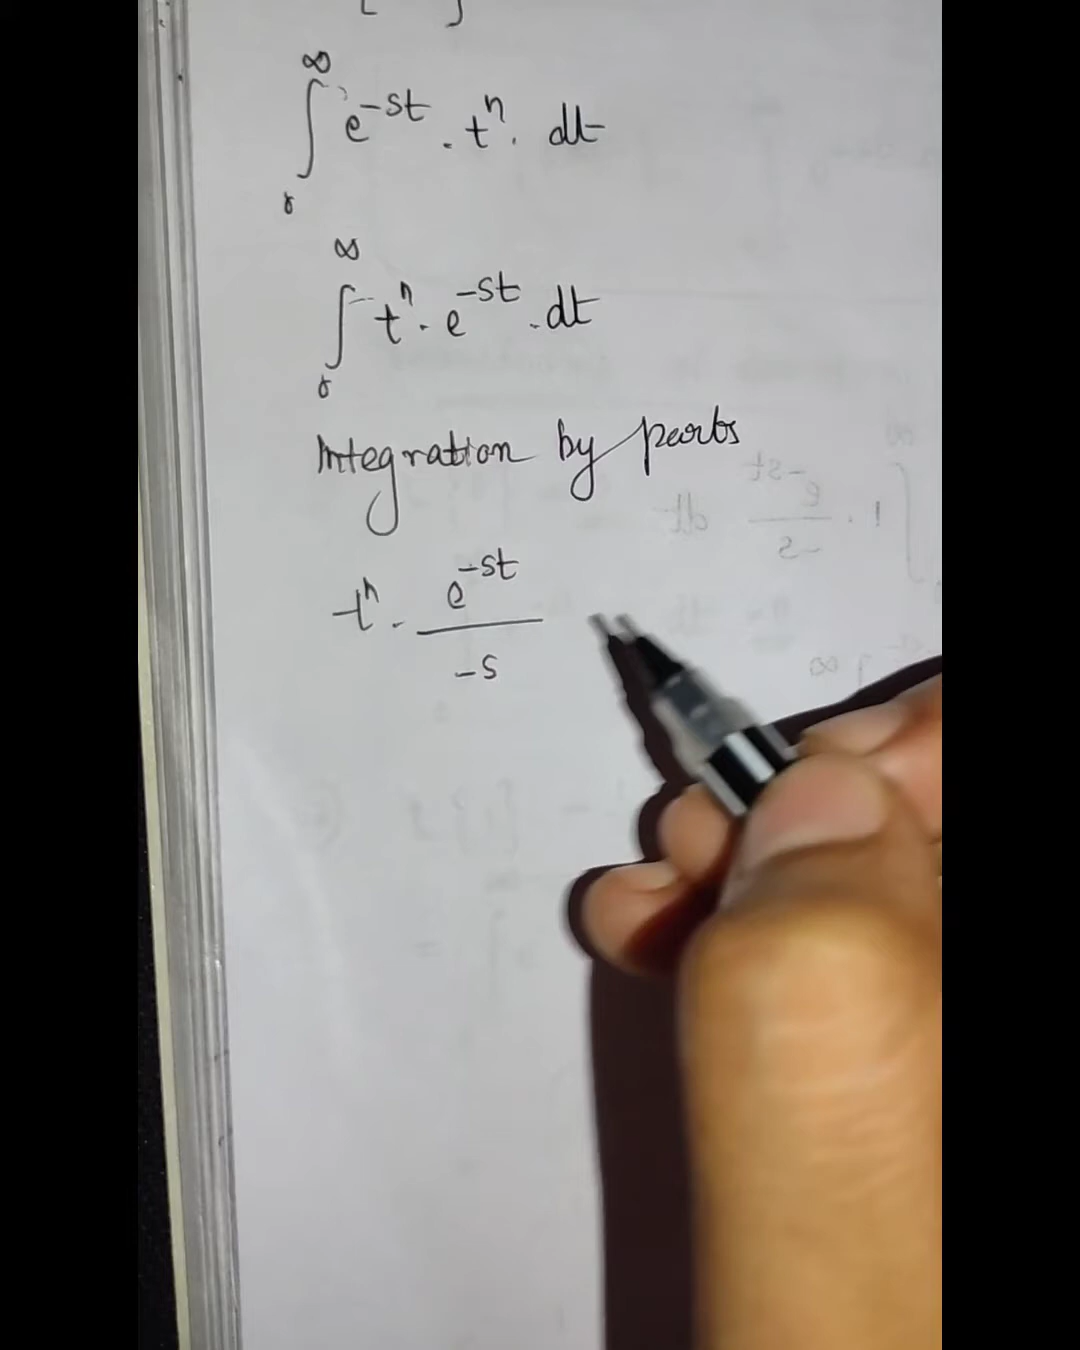 ∞
∫ e^-st . t^n . dt
0
∞
∫ t^n . e^-st . dt
0
Integration by parts
t^n . e^-st / -s